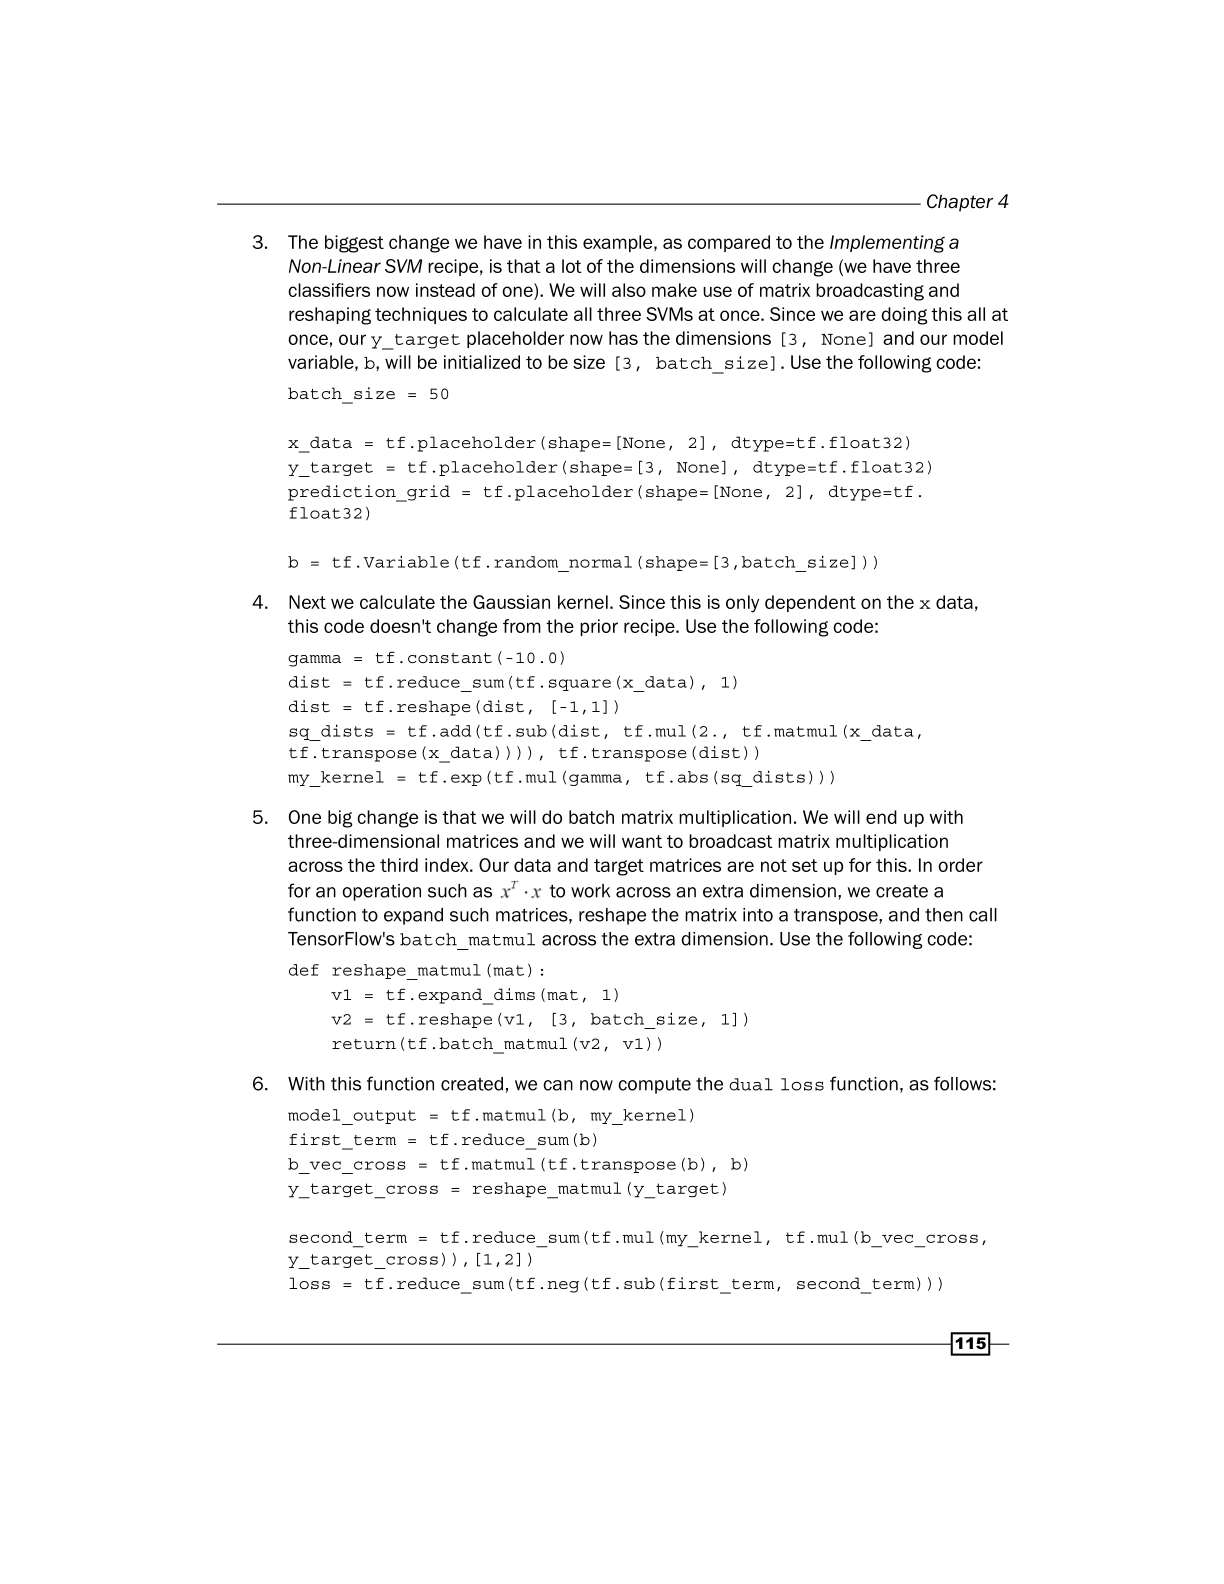 Chapter 4
3. The biggest change we have in this example, as compared to the Implementing a
Non-Linear SVM recipe, is that a lot of the dimensions will change (we have three
classifiers now instead of one). We will also make use of matrix broadcasting and
reshaping techniques to calculate all three SVMs at once. Since we are doing this all at
once, our y_target placeholder now has the dimensions [3, None] and our model
variable, b, will be initialized to be size [3, batch_size]. Use the following code:
batch_size = 50
x_data = tf.placeholder(shape=[None, 2], dtype=tf.float32)
y_target = tf.placeholder(shape=[3, None], dtype=tf.float32)
prediction_grid = tf.placeholder(shape=[None, 2], dtype=tf.
float32)
b = tf.Variable(tf.random_normal(shape=[3,batch_size]))
4. Next we calculate the Gaussian kernel. Since this is only dependent on the x data,
this code doesn't change from the prior recipe. Use the following code:
gamma = tf.constant(-10.0)
dist = tf.reduce_sum(tf.square(x_data), 1)
dist = tf.reshape(dist, [-1,1])
sq_dists = tf.add(tf.sub(dist, tf.mul(2., tf.matmul(x_data,
tf.transpose(x_data)))), tf.transpose(dist))
my_kernel = tf.exp(tf.mul(gamma, tf.abs(sq_dists)))
5. One big change is that we will do batch matrix multiplication. We will end up with
three-dimensional matrices and we will want to broadcast matrix multiplication
across the third index. Our data and target matrices are not set up for this. In order
for an operation such as x^T · x to work across an extra dimension, we create a
function to expand such matrices, reshape the matrix into a transpose, and then call
TensorFlow's batch_matmul across the extra dimension. Use the following code:
def reshape_matmul(mat):
    v1 = tf.expand_dims(mat, 1)
    v2 = tf.reshape(v1, [3, batch_size, 1])
    return(tf.batch_matmul(v2, v1))
6. With this function created, we can now compute the dual loss function, as follows:
model_output = tf.matmul(b, my_kernel)
first_term = tf.reduce_sum(b)
b_vec_cross = tf.matmul(tf.transpose(b), b)
y_target_cross = reshape_matmul(y_target)
second_term = tf.reduce_sum(tf.mul(my_kernel, tf.mul(b_vec_cross,
y_target_cross)),[1,2])
loss = tf.reduce_sum(tf.neg(tf.sub(first_term, second_term)))
115